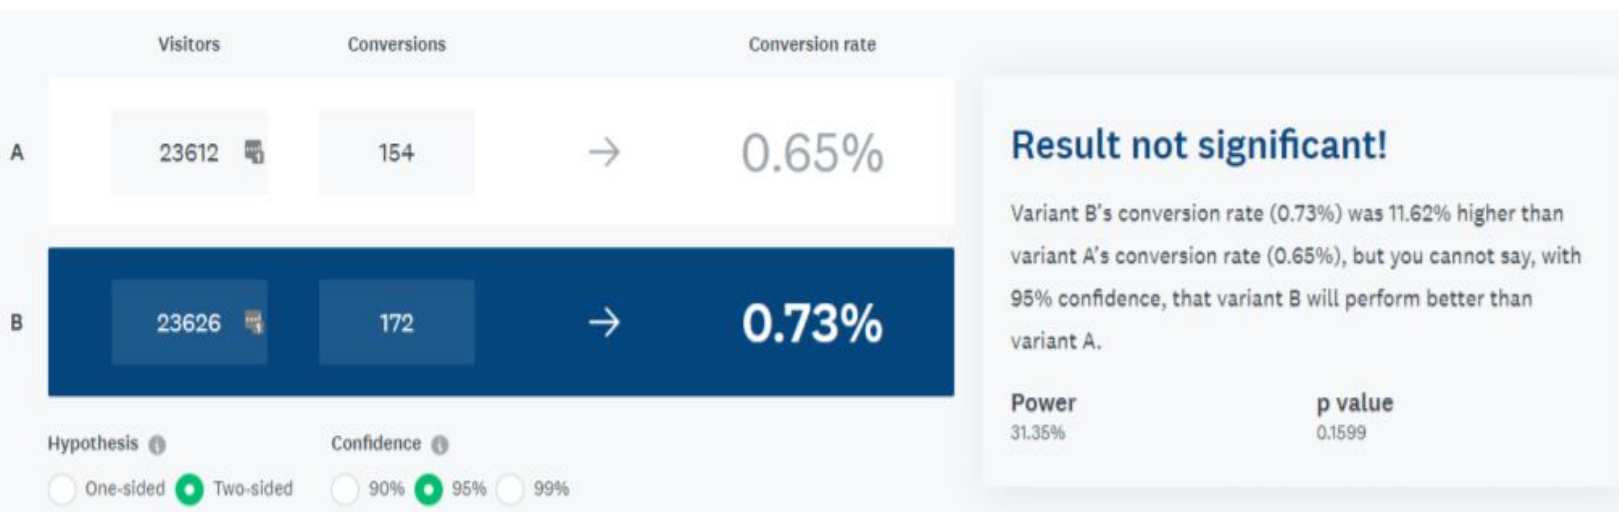 Visitors Conversions Conversion rate
A 23612 154 → 0.65%
B 23626 172 → 0.73%
Hypothesis Confidence
One-sided Two-sided 90% 95% 99%
Result not significant!
Variant B's conversion rate (0.73%) was 11.62% higher than
variant A's conversion rate (0.65%), but you cannot say, with
95% confidence, that variant B will perform better than
variant A.
Power p value
31.35% 0.1599